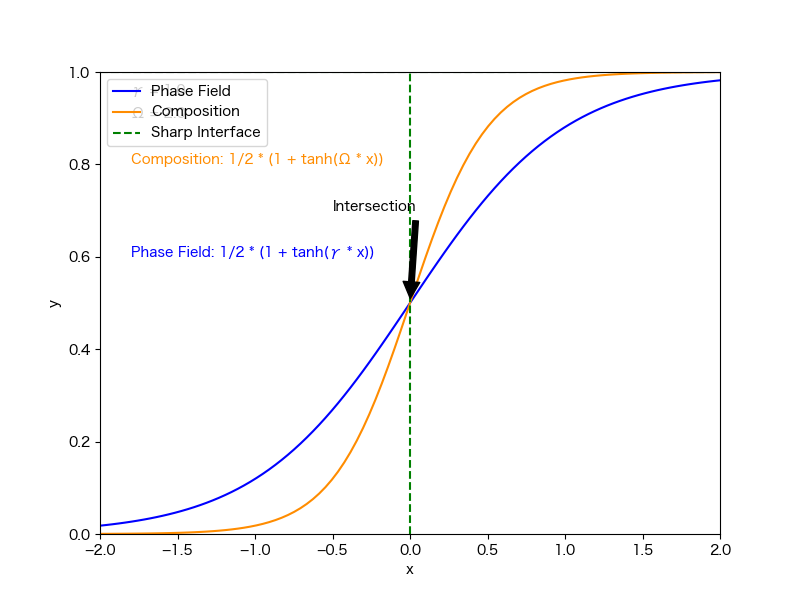 1.0
0.8
0.6
0.4
0.2
0.0
Phase Field
Composition
Sharp Interface
Composition: 1/2 * (1 + tanh(Ω * x))
Intersection
Phase Field: 1/2 * (1 + tanh(γ * x))
y
−2.0 −1.5 −1.0 −0.5 0.0 0.5 1.0 1.5 2.0
x